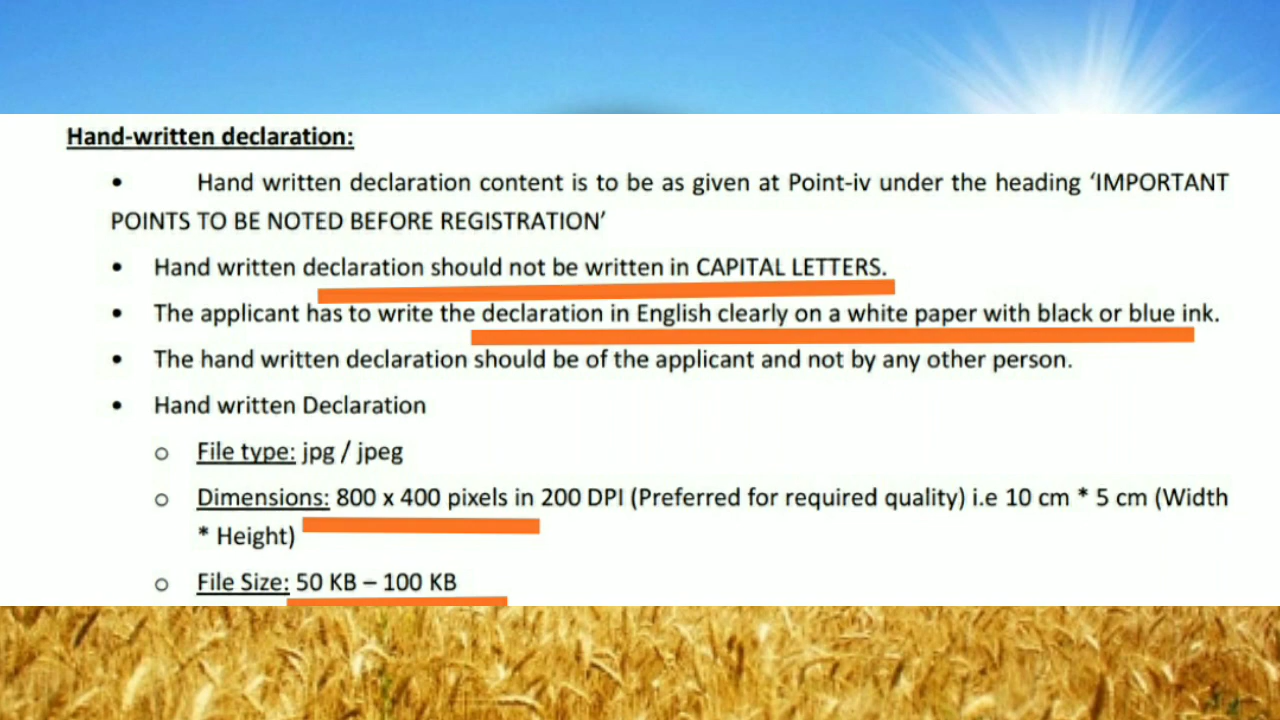 Hand-written declaration:
• Hand written declaration content is to be as given at Point-iv under the heading ‘IMPORTANT
POINTS TO BE NOTED BEFORE REGISTRATION’
• Hand written declaration should not be written in CAPITAL LETTERS.
• The applicant has to write the declaration in English clearly on a white paper with black or blue ink.
• The hand written declaration should be of the applicant and not by any other person.
• Hand written Declaration
o File type: jpg / jpeg
o Dimensions: 800 x 400 pixels in 200 DPI (Preferred for required quality) i.e 10 cm * 5 cm (Width
* Height)
o File Size: 50 KB – 100 KB